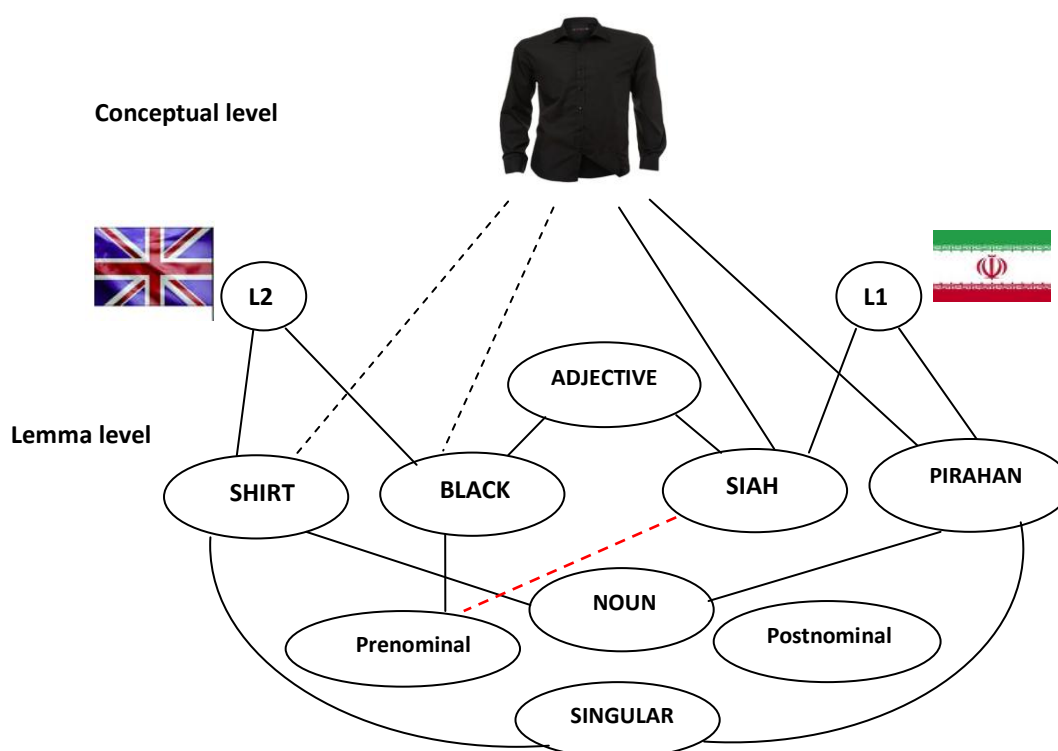 Conceptual level
L2
L1
ADJECTIVE
Lemma level
SHIRT
BLACK
SIAH
PIRAHAN
NOUN
Prenominal
Postnominal
SINGULAR